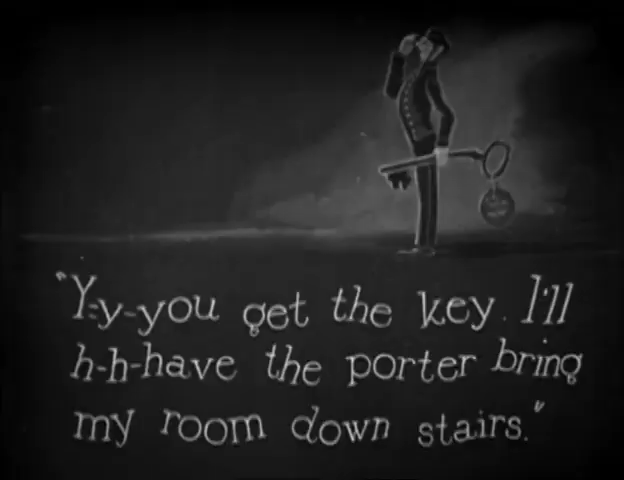 "Y-y-you get the key. I'll
h-h-have the porter bring
my room down stairs."